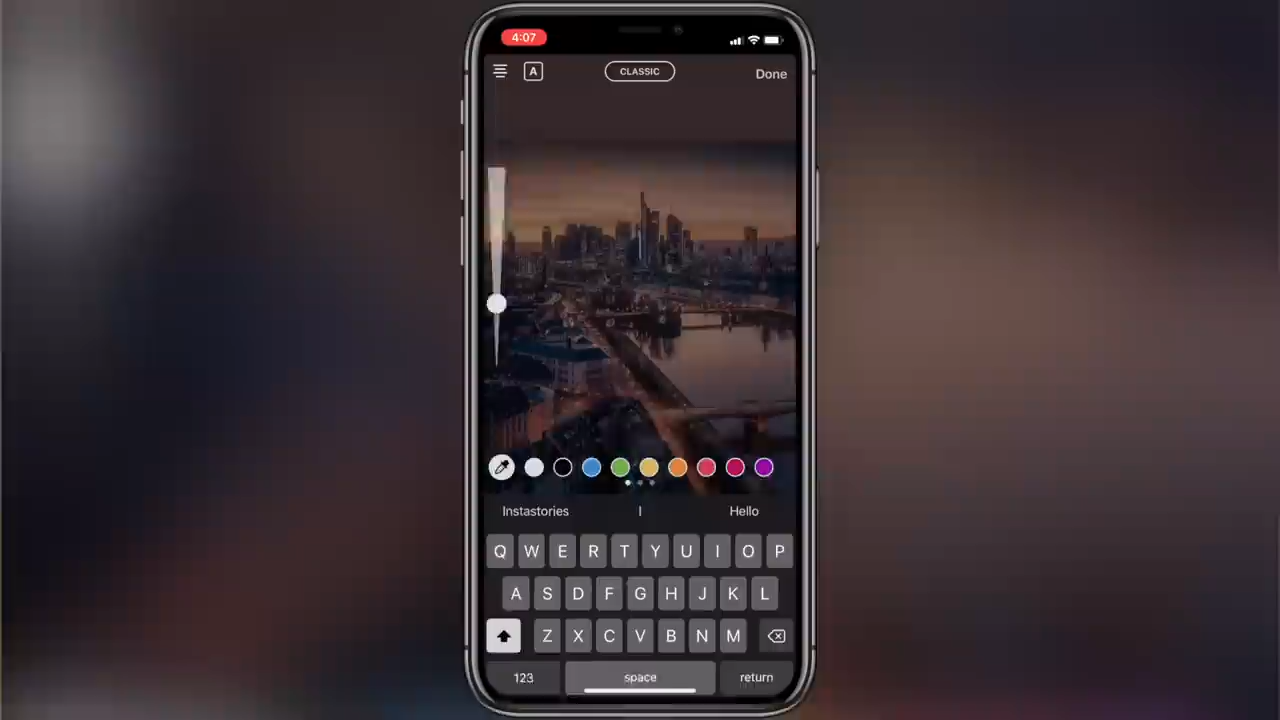 4:07
A
CLASSIC
Done
Instastories I Hello
Q W E R T Y U I O P
A S D F G H J K L
Z X C V B N M
123 space return